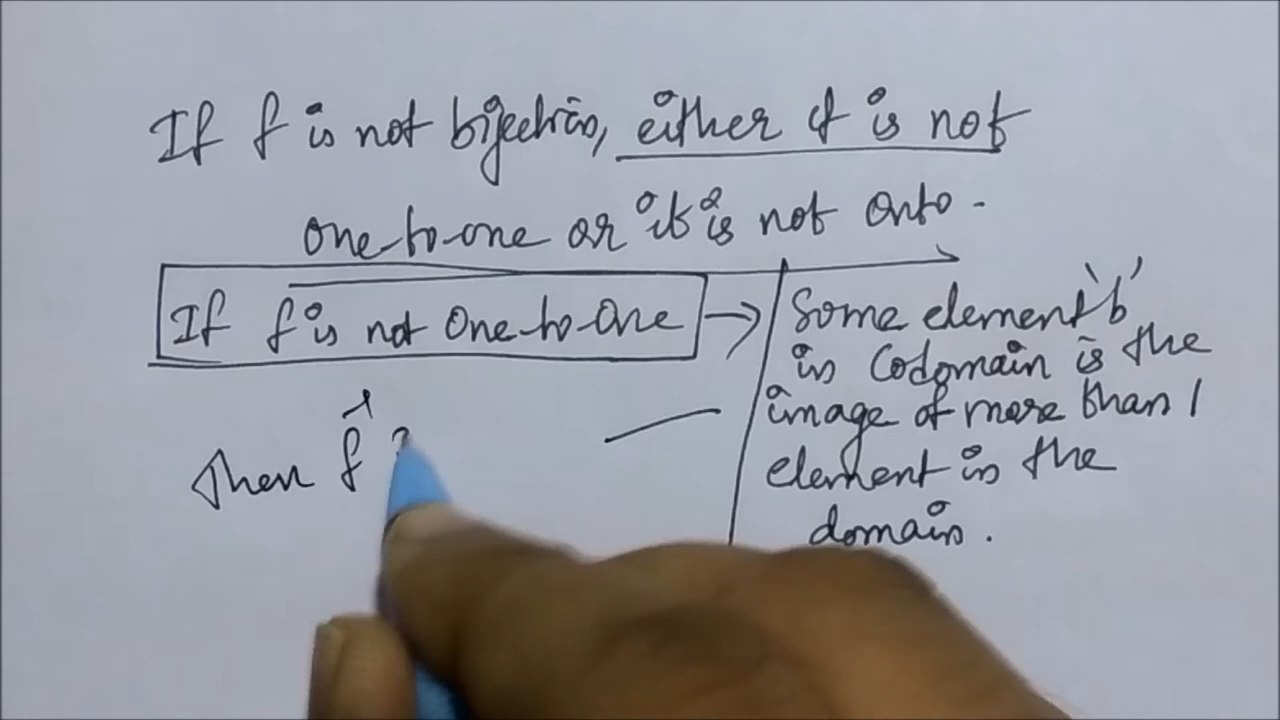 If f is not bijection, either it is not
one-to-one or it is not onto.
If f is not one-to-one →
Some element 'b'
in Codomain is the
image of more than 1
element in the
domain.
Then f⁻¹